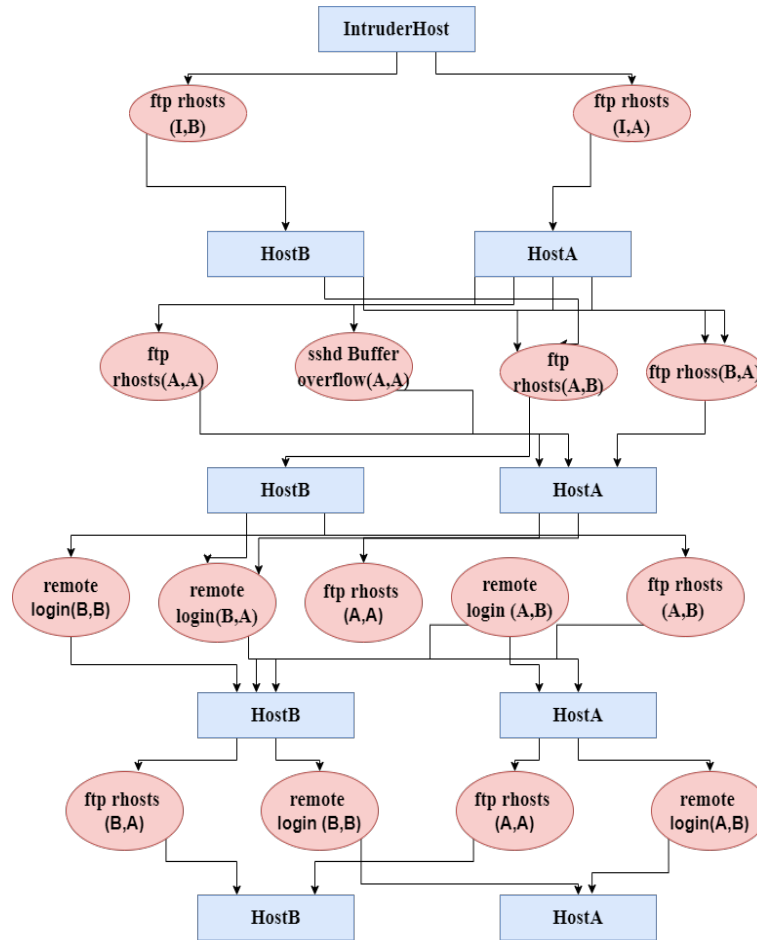 IntruderHost
ftp rhosts
(I,B)
ftp rhosts
(I,A)
HostB
HostA
ftp
rhosts(A,A)
sshd Buffer
overflow(A,A)
ftp
rhosts(A,B)
ftp rhoss(B,A)
HostB
HostA
remote
login(B,B)
remote
login(B,A)
ftp rhosts
(A,A)
remote
login (A,B)
ftp rhosts
(A,B)
HostB
HostA
ftp rhosts
(B,A)
remote
login (B,B)
ftp rhosts
(A,A)
remote
login(A,B)
HostB
HostA